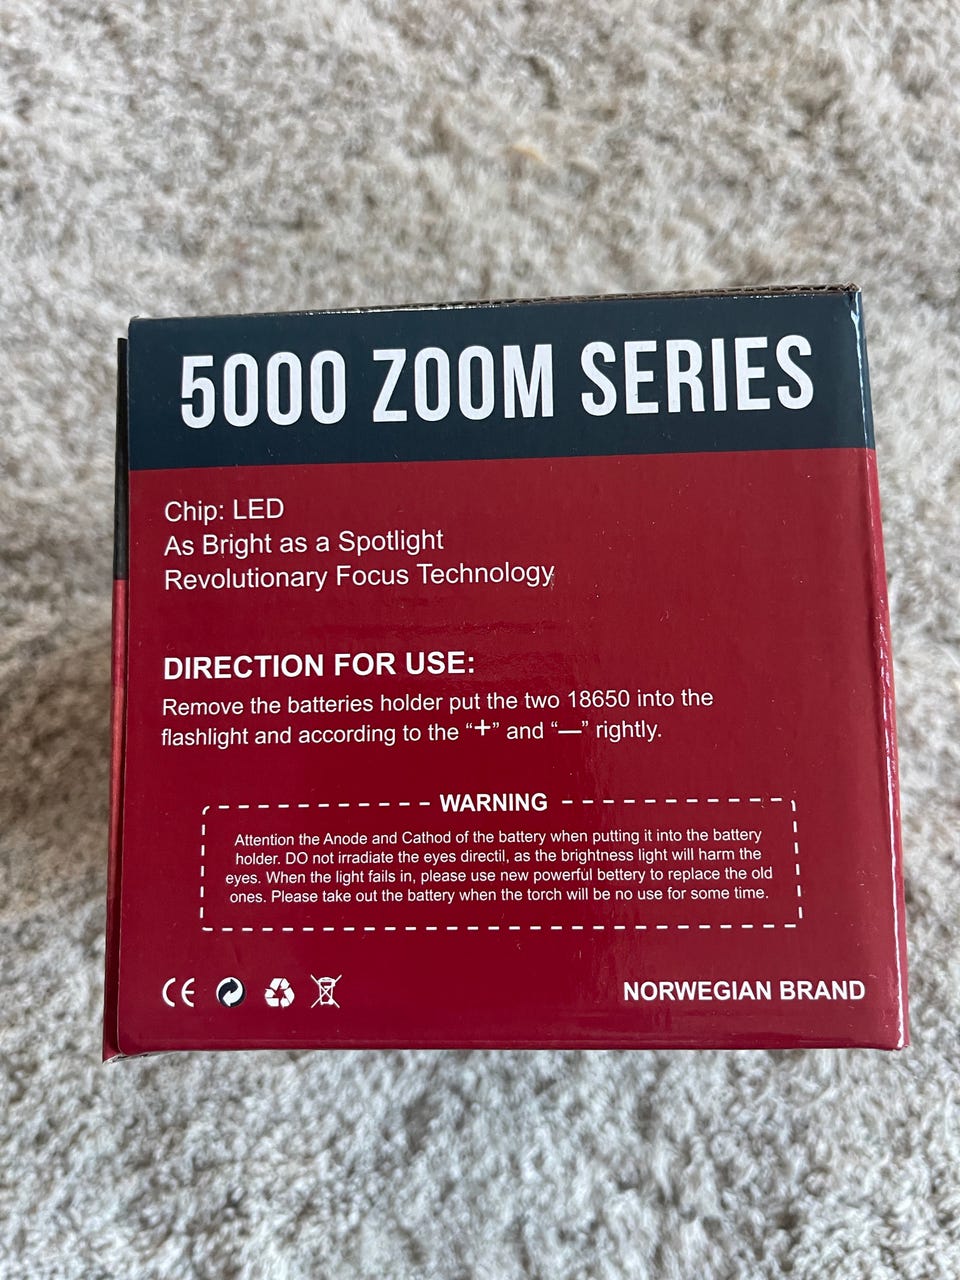 5000 ZOOM SERIES
Chip: LED
As Bright as a Spotlight
Revolutionary Focus Technology
DIRECTION FOR USE:
Remove the batteries holder put the two 18650 into the
flashlight and according to the “+” and “—” rightly.
WARNING
Attention the Anode and Cathod of the battery when putting it into the battery
holder. DO not irradiate the eyes directil, as the brightness light will harm the
eyes. When the light fails in, please use new powerful bettery to replace the old
ones. Please take out the battery when the torch will be no use for some time.
CE
NORWEGIAN BRAND